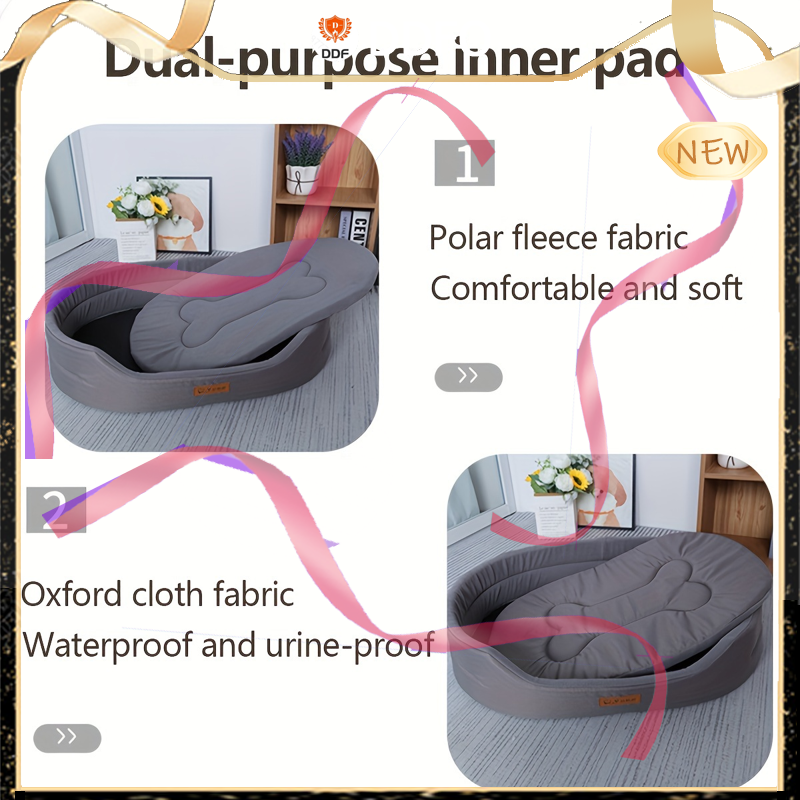 DDF
Dual-purpose inner pad
NEW
1
Polar fleece fabric
Comfortable and soft
2
Oxford cloth fabric
Waterproof and urine-proof